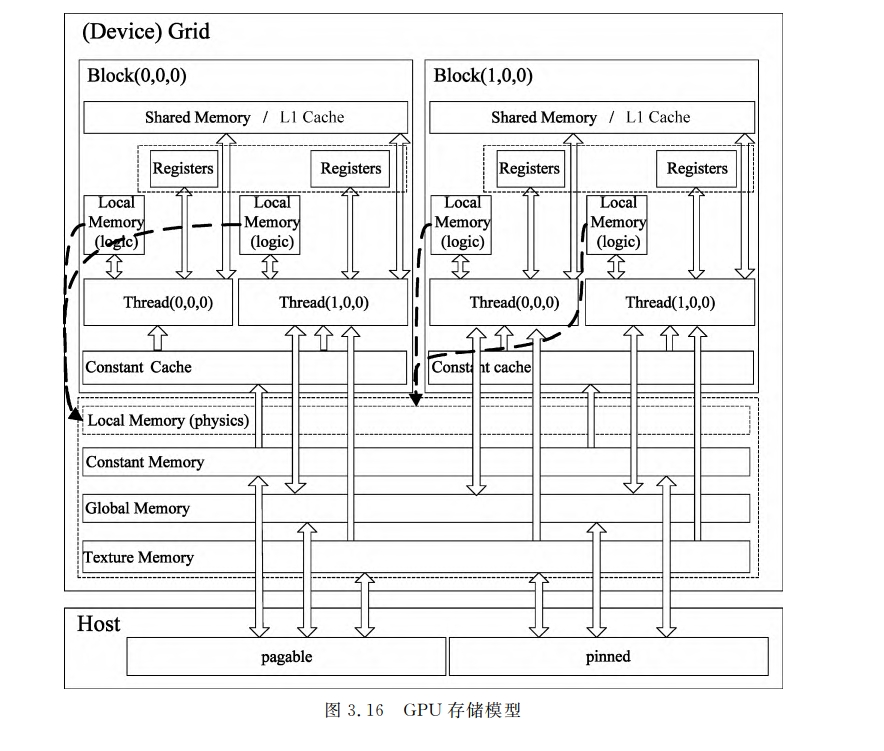 (Device) Grid
Block(0,0,0)
Shared Memory / L1 Cache
Registers
Registers
Local
Memory
(logic)
Local
Memory
(logic)
Thread(0,0,0)
Thread(1,0,0)
Constant Cache
Block(1,0,0)
Shared Memory / L1 Cache
Registers
Registers
Local
Memory
(logic)
Local
Memory
(logic)
Thread(0,0,0)
Thread(1,0,0)
Constant cache
Local Memory (physics)
Constant Memory
Global Memory
Texture Memory
Host
pagable
pinned
图 3.16 GPU 存储模型